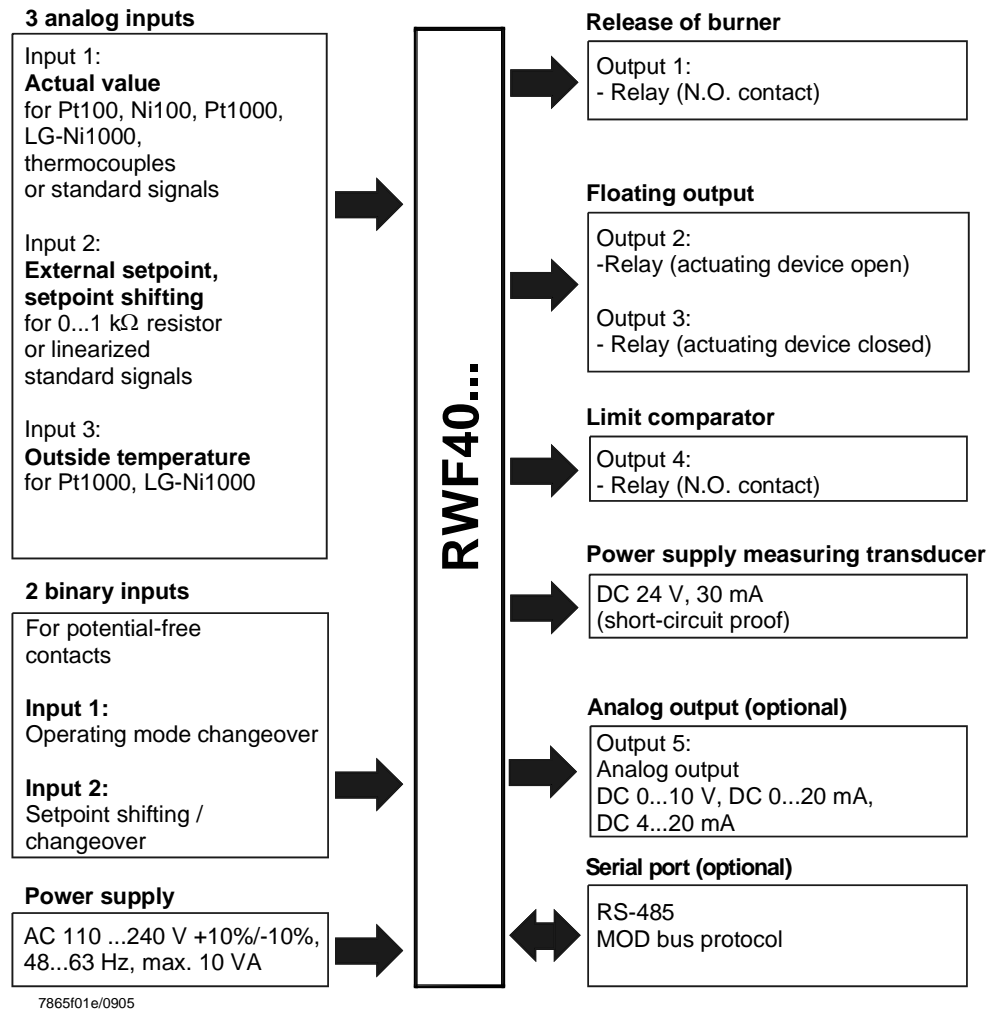 3 analog inputs
Input 1:
Actual value
for Pt100, Ni100, Pt1000,
LG-Ni1000,
thermocouples
or standard signals
Input 2:
External setpoint,
setpoint shifting
for 0...1 kΩ resistor
or linearized
standard signals
Input 3:
Outside temperature
for Pt1000, LG-Ni1000
2 binary inputs
For potential-free
contacts
Input 1:
Operating mode changeover
Input 2:
Setpoint shifting /
changeover
Power supply
AC 110 ...240 V +10%/-10%,
48...63 Hz, max. 10 VA
7865f01e/0905
RWF40...
Release of burner
Output 1:
- Relay (N.O. contact)
Floating output
Output 2:
-Relay (actuating device open)
Output 3:
- Relay (actuating device closed)
Limit comparator
Output 4:
- Relay (N.O. contact)
Power supply measuring transducer
DC 24 V, 30 mA
(short-circuit proof)
Analog output (optional)
Output 5:
Analog output
DC 0...10 V, DC 0...20 mA,
DC 4...20 mA
Serial port (optional)
RS-485
MOD bus protocol